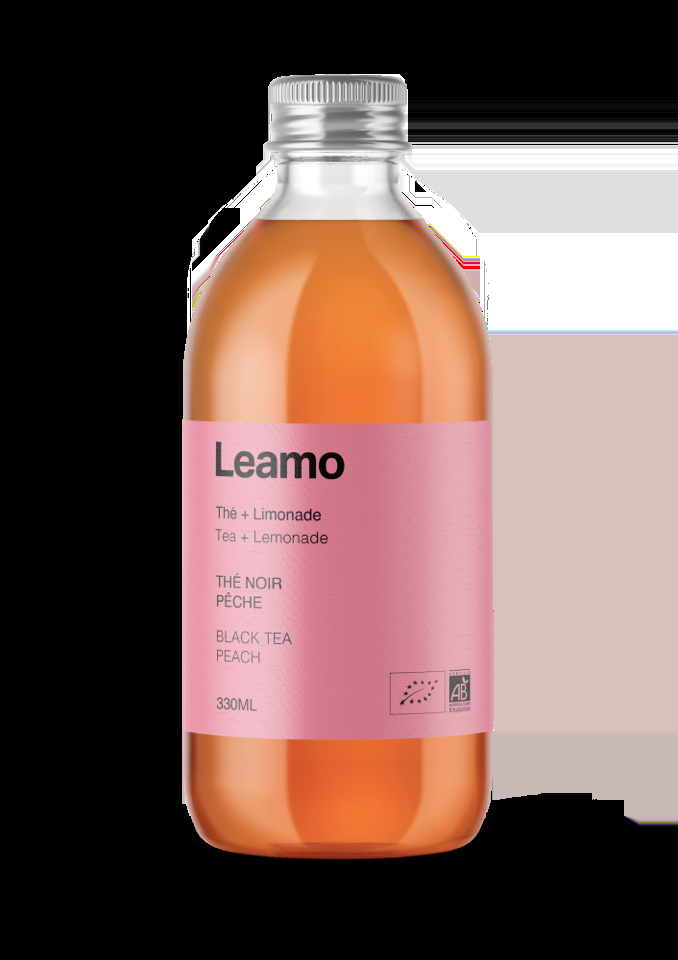 Leamo
Thé + Limonade
Tea + Lemonade
THÉ NOIR
PÊCHE
BLACK TEA
PEACH
330ML
AB